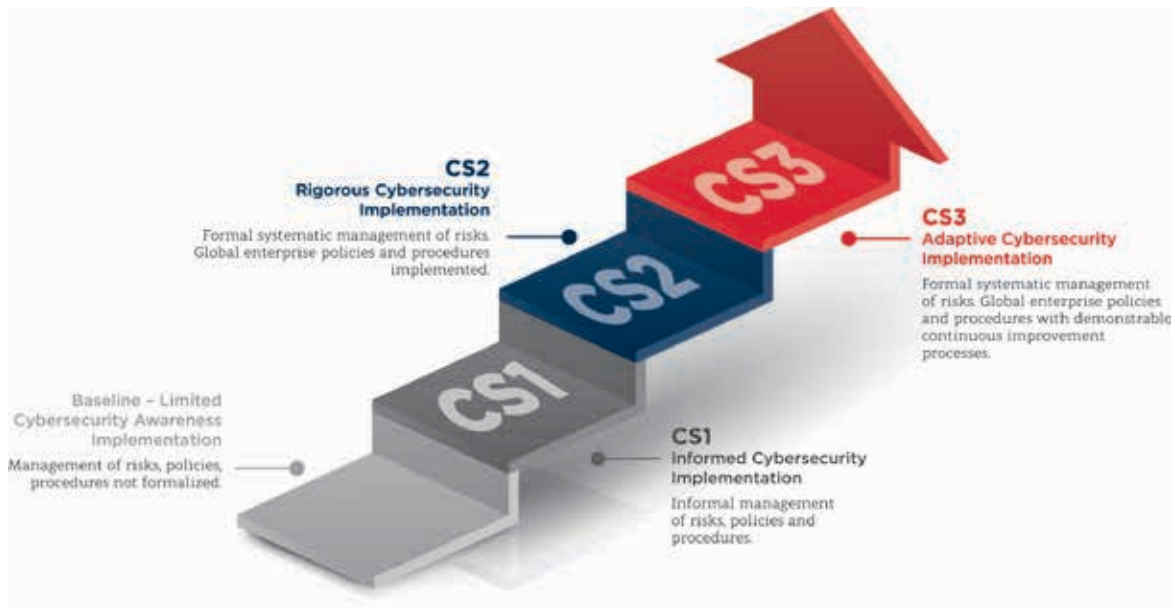 CS3
CS2
Rigorous Cybersecurity
Implementation
Formal systematic management of risks.
Global enterprise policies and procedures
implemented.
CS2
CS3
Adaptive Cybersecurity
Implementation
Formal systematic management
of risks. Global enterprise policies
and procedures with demonstrable
continuous improvement
processes.
CS1
Baseline – Limited
Cybersecurity Awareness
Implementation
Management of risks, policies,
procedures not formalized.
CS1
Informed Cybersecurity
Implementation
Informal management
of risks, policies and
procedures.